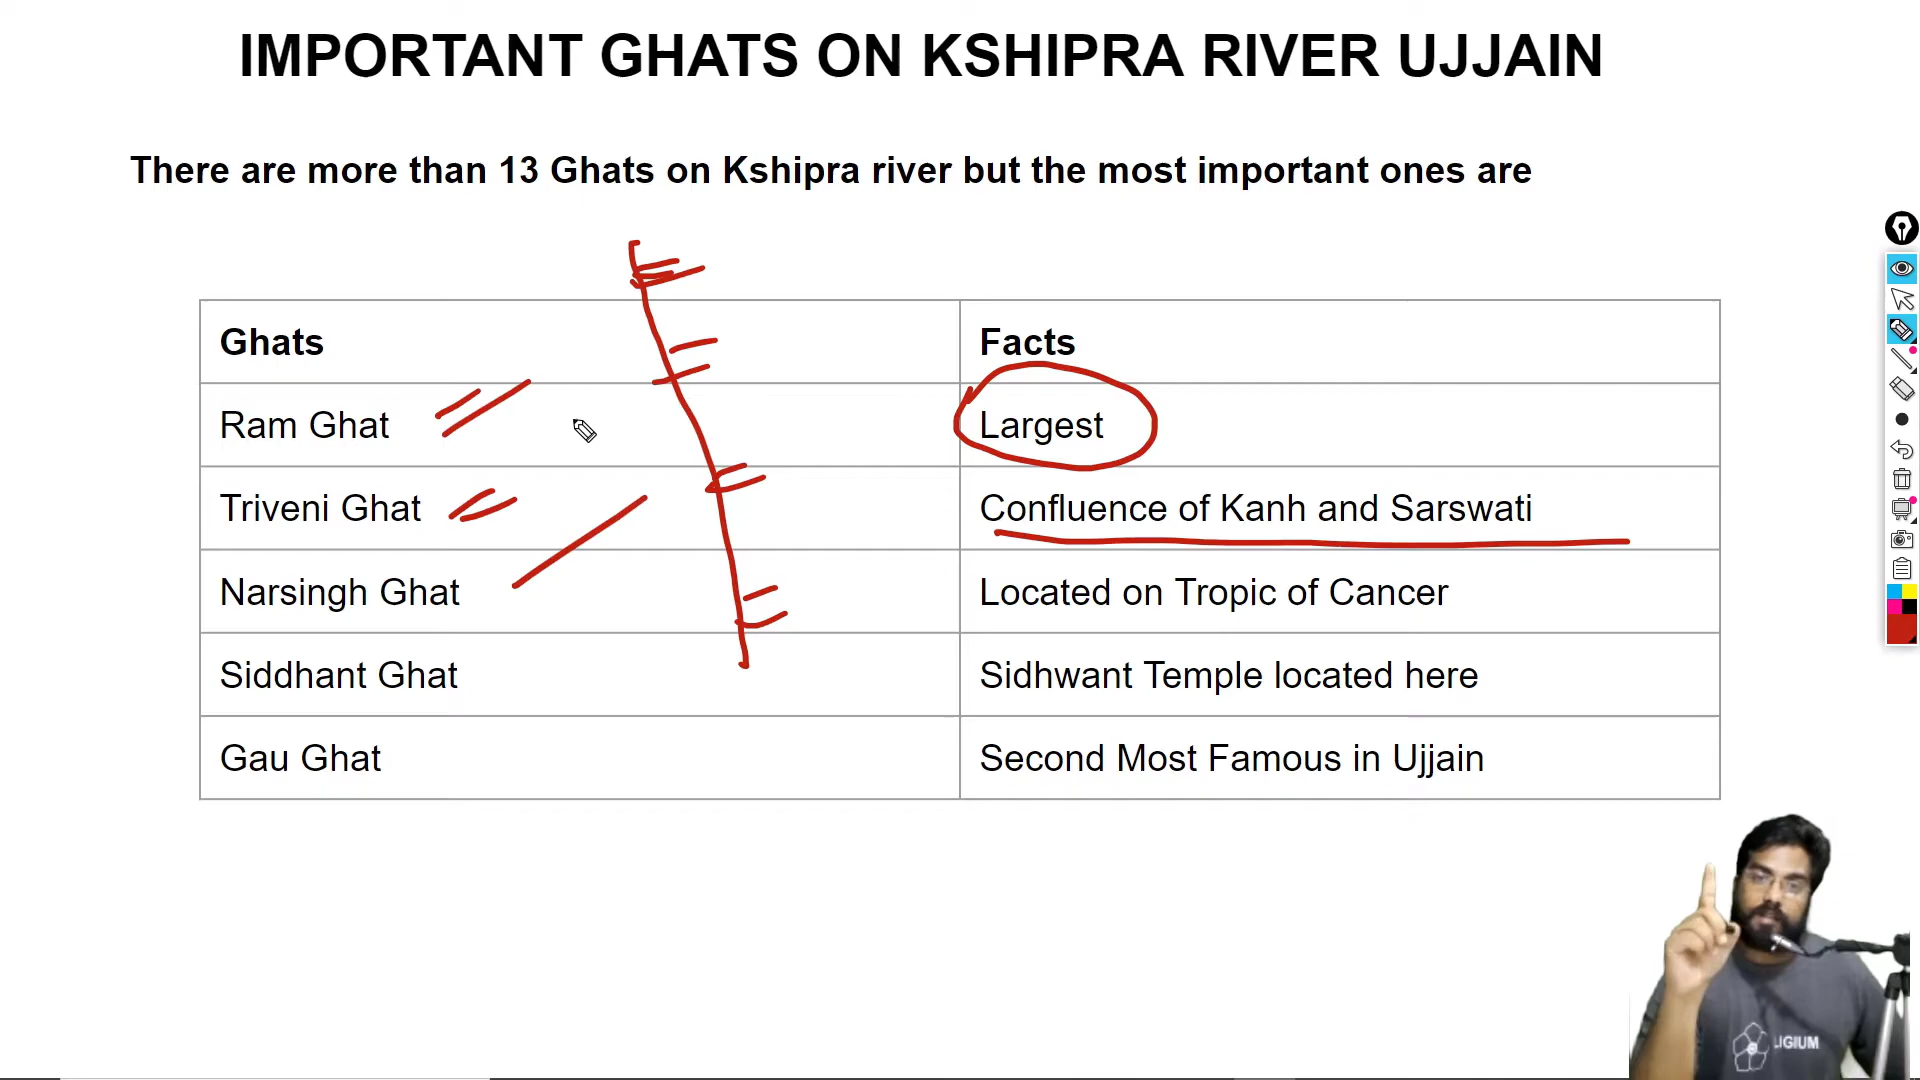 IMPORTANT GHATS ON KSHIPRA RIVER UJJAIN
There are more than 13 Ghats on Kshipra river but the most important ones are
Ghats Facts
Ram Ghat Largest
Triveni Ghat Confluence of Kanh and Sarswati
Narsingh Ghat Located on Tropic of Cancer
Siddhant Ghat Sidhwant Temple located here
Gau Ghat Second Most Famous in Ujjain
LIGIUM